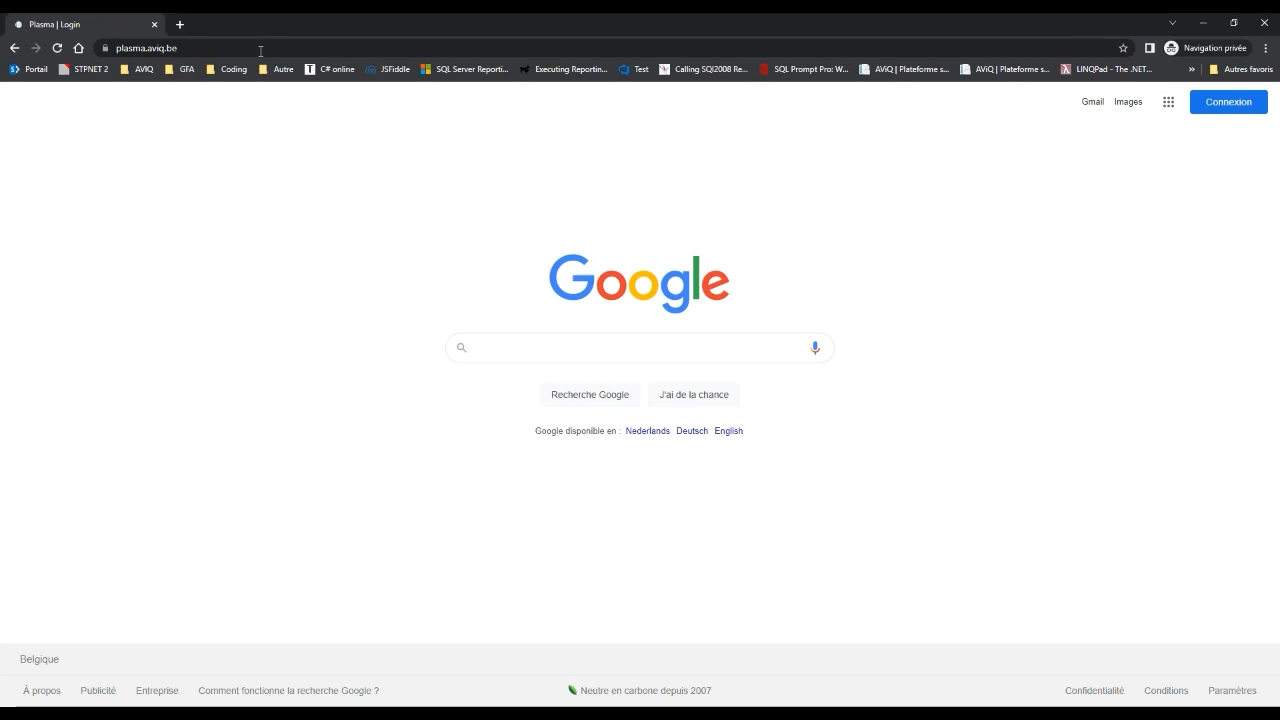 Plasma | Login
plasma.aviq.be
Navigation privée
Portail
STPNET 2
AVIQ
GFA
Coding
Autre
C# online
JSFiddle
SQL Server Reporti...
Executing Reportin...
Test
Calling SQl2008 Re...
SQL Prompt Pro: W...
AViQ | Plateforme s...
AViQ | Plateforme s...
LINQPad - The .NET...
»
Autres favoris
Gmail
Images
Connexion
Google
Recherche Google
J'ai de la chance
Google disponible en : Nederlands Deutsch English
Belgique
À propos
Publicité
Entreprise
Comment fonctionne la recherche Google ?
Neutre en carbone depuis 2007
Confidentialité
Conditions
Paramètres